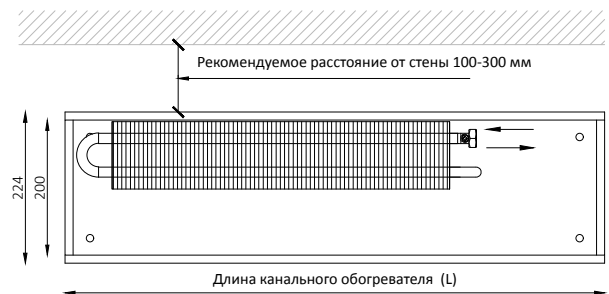 Рекомендуемое расстояние от стены 100-300 мм
224
200
Длина канального обогревателя (L)